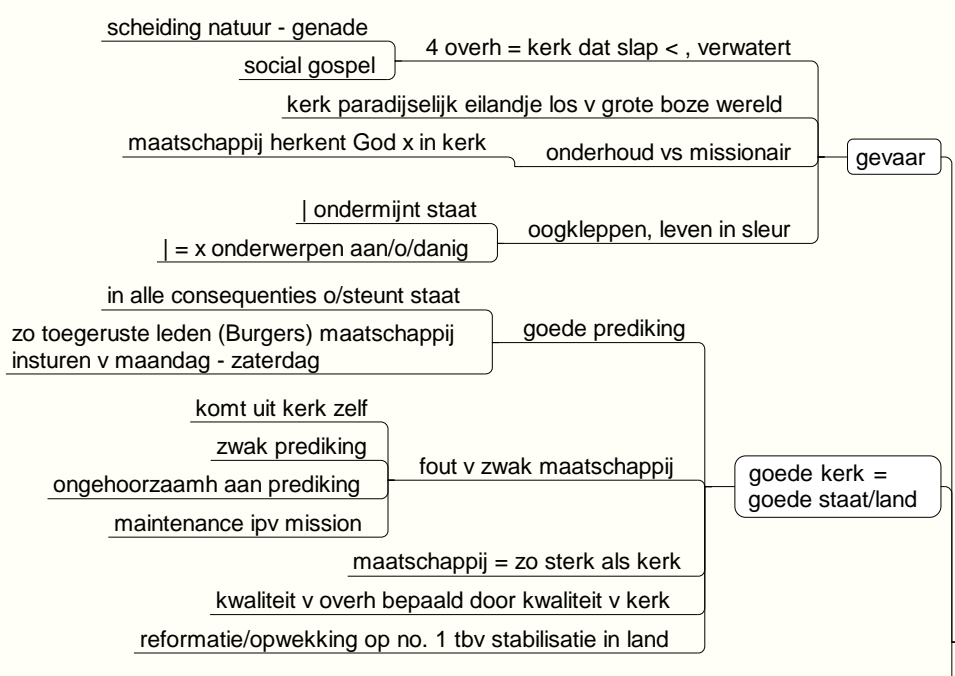 scheiding natuur - genade
social gospel
4 overh = kerk dat slap < , verwatert
kerk paradijselijk eilandje los v grote boze wereld
maatschappij herkent God x in kerk
onderhoud vs missionair
gevaar
| ondermijnt staat
| = x onderwerpen aan/o/danig
oogkleppen, leven in sleur
in alle consequenties o/steunt staat
zo toegeruste leden (Burgers) maatschappij
insturen v maandag - zaterdag
goede prediking
komt uit kerk zelf
zwak prediking
ongehoorzaamh aan prediking
maintenance ipv mission
fout v zwak maatschappij
goede kerk =
goede staat/land
maatschappij = zo sterk als kerk
kwaliteit v overh bepaald door kwaliteit v kerk
reformatie/opwekking op no. 1 tbv stabilisatie in land